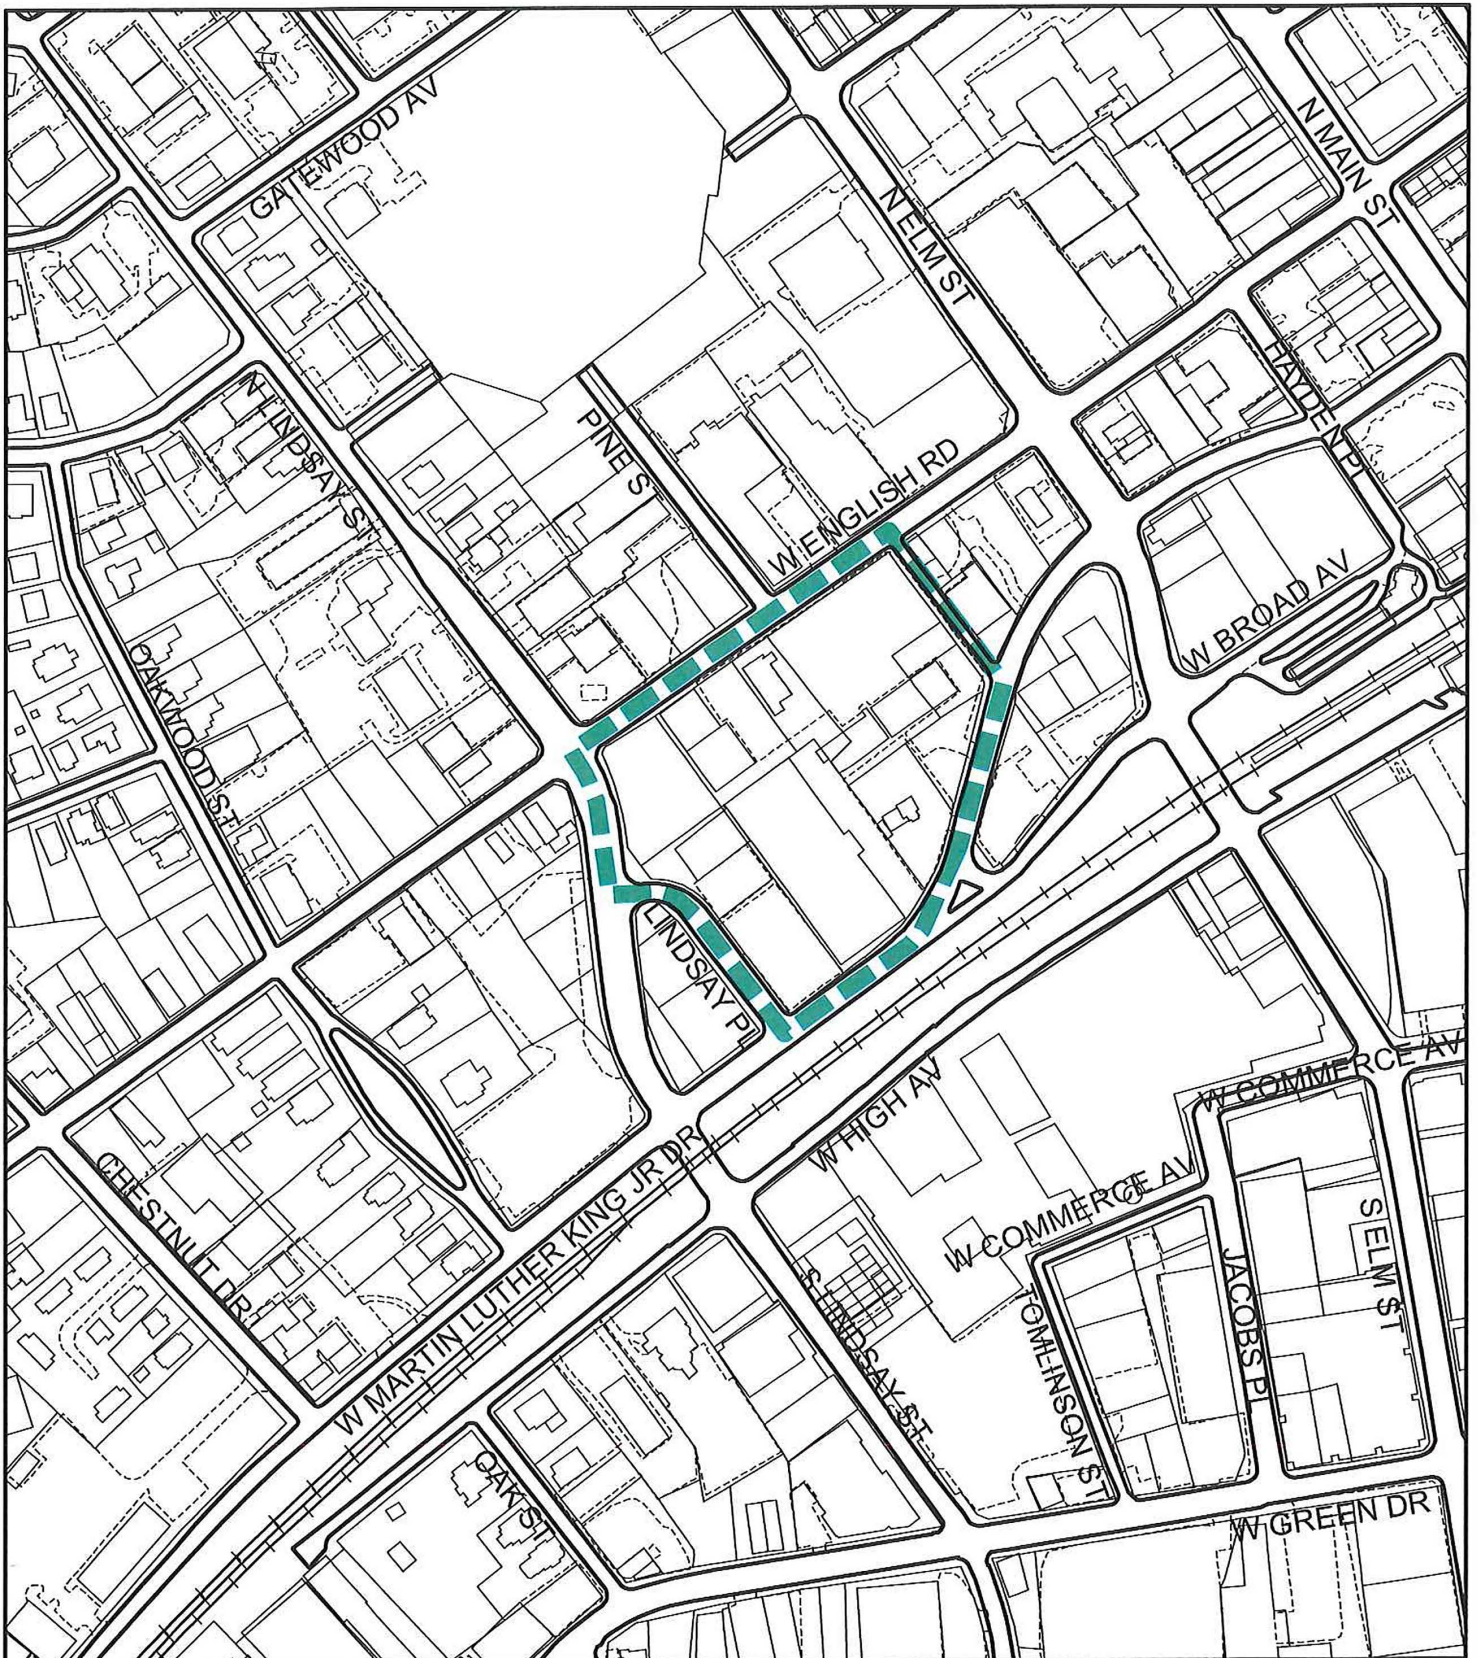 GATEWOOD AV
N MAIN ST
N ELM ST
HAYDEN PL
N LINDSAY ST
PINE ST
W ENGLISH RD
W BROAD AV
OAKWOOD ST
LINDSAY PL
W HIGH AV
W COMMERCE AV
W COMMERCE AV
CHESTNUT DR
W MARTIN LUTHER KING JR DR
S LINDSAY ST
TOMLINSON ST
JACOBS PL
S ELM ST
OAK ST
W GREEN DR